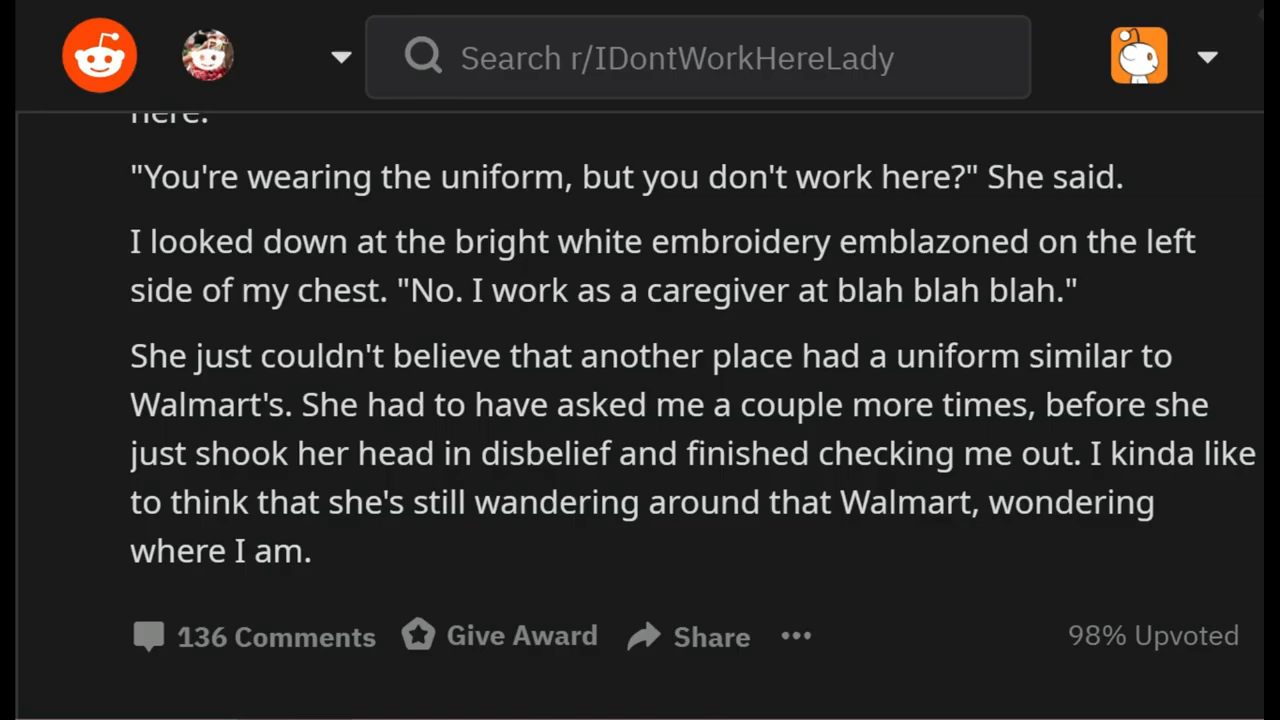 Search r/IDontWorkHereLady
here.
"You're wearing the uniform, but you don't work here?" She said.
I looked down at the bright white embroidery emblazoned on the left
side of my chest. "No. I work as a caregiver at blah blah blah."
She just couldn't believe that another place had a uniform similar to
Walmart's. She had to have asked me a couple more times, before she
just shook her head in disbelief and finished checking me out. I kinda like
to think that she's still wandering around that Walmart, wondering
where I am.
136 Comments Give Award Share ••• 98% Upvoted